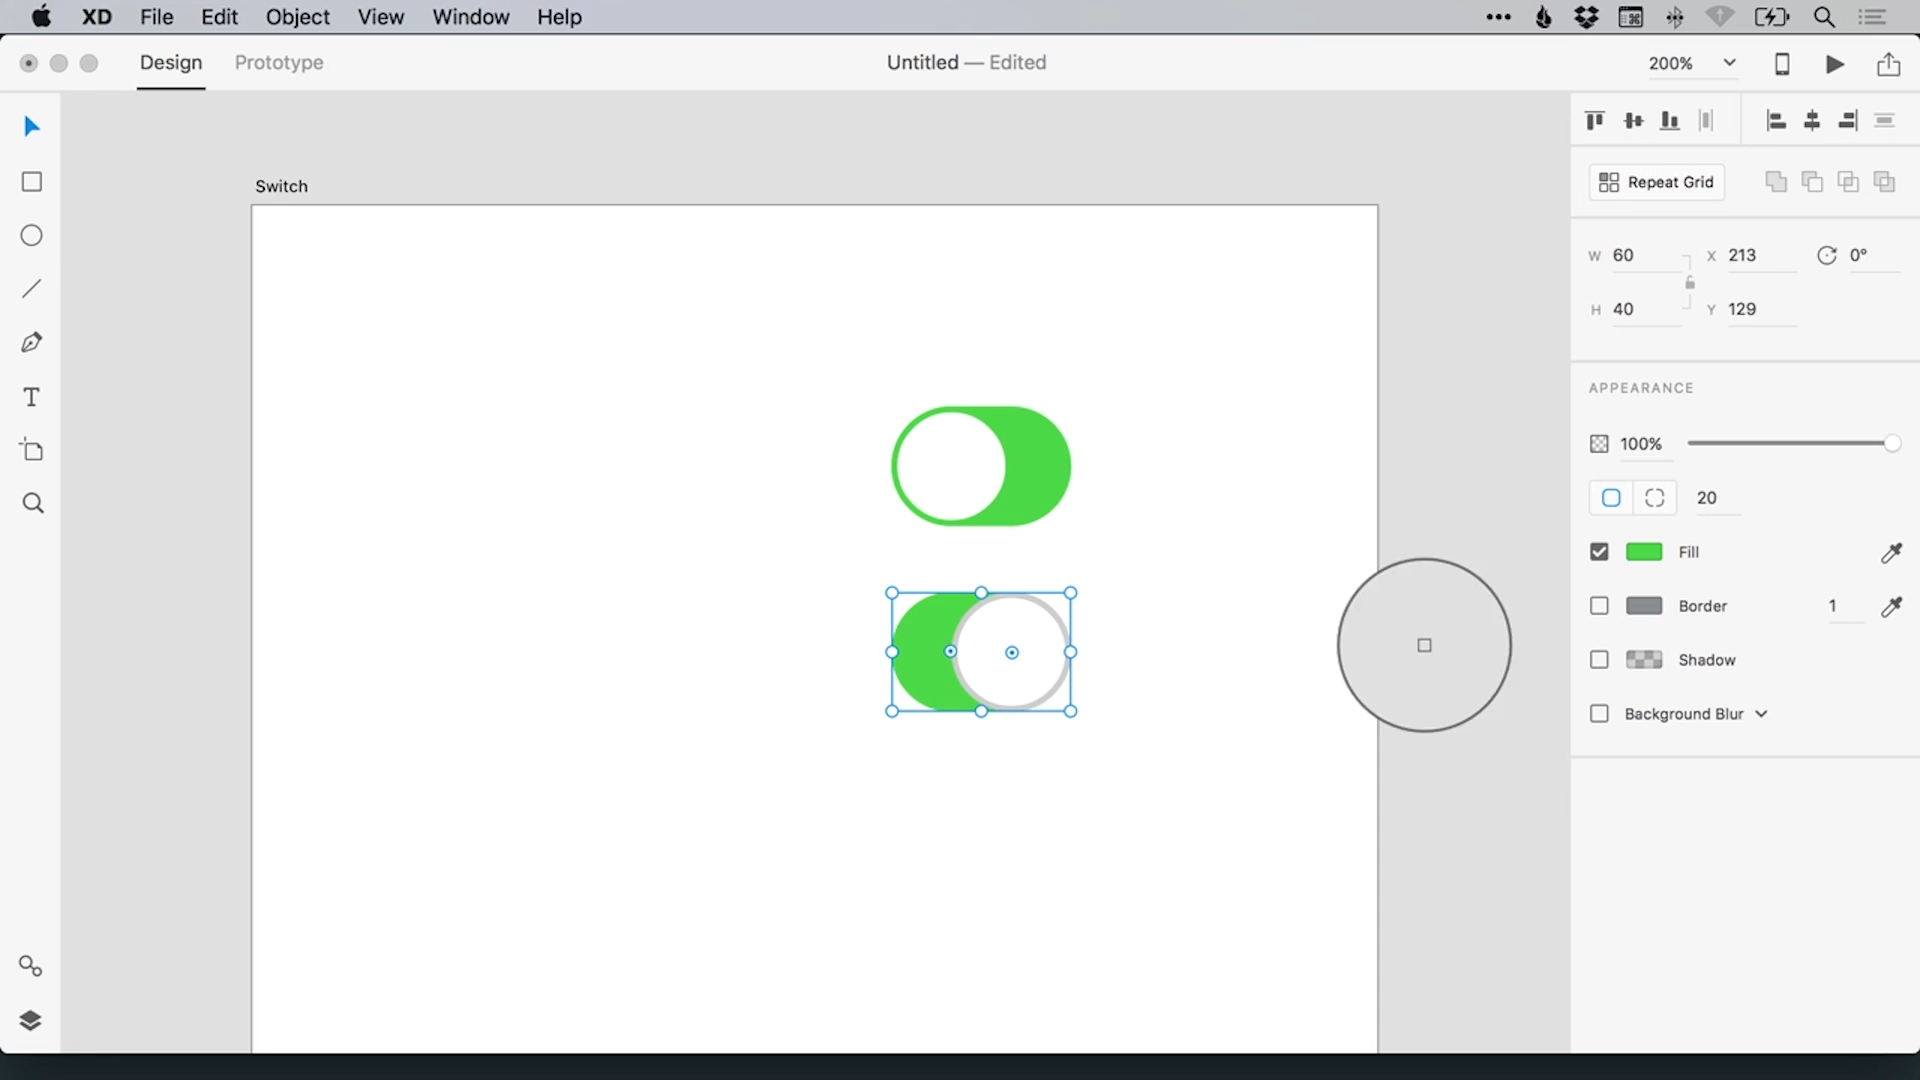 XD File Edit Object View Window Help
Design Prototype
Untitled — Edited
200%
Switch
Repeat Grid
W 60 X 213 0°
H 40 Y 129
APPEARANCE
100%
20
Fill
Border 1
Shadow
Background Blur
T